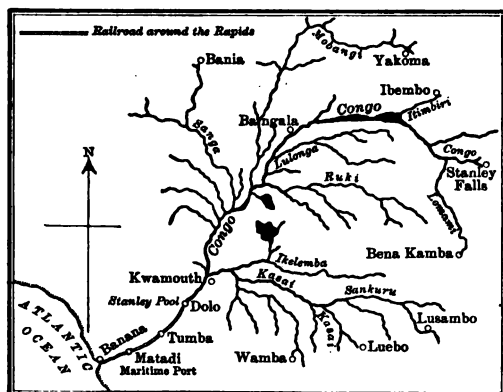 Railroad around the Rapids
Mobangi
Bania
Yakoma
Ibembo
Congo
Itimbiri
Bangala
Sanga
Lulonga
Congo
Stanley
Falls
Ruki
Lomami
N
Congo
Bena Kamba
Ikelemba
Kwamouth
Kasai
Sankuru
Stanley Pool
Dolo
Lusambo
Kasai
ATLANTIC
OCEAN
Banana
Tumba
Luebo
Matadi
Maritime Port
Wamba